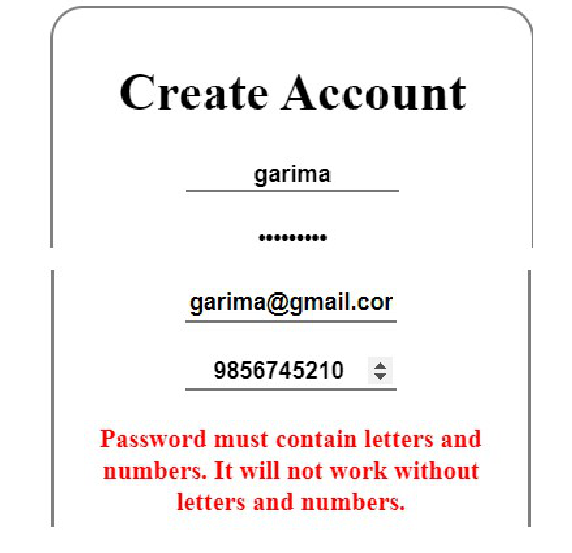 Create Account
garima
•••••••••
garima@gmail.cor
9856745210
Password must contain letters and
numbers. It will not work without
letters and numbers.